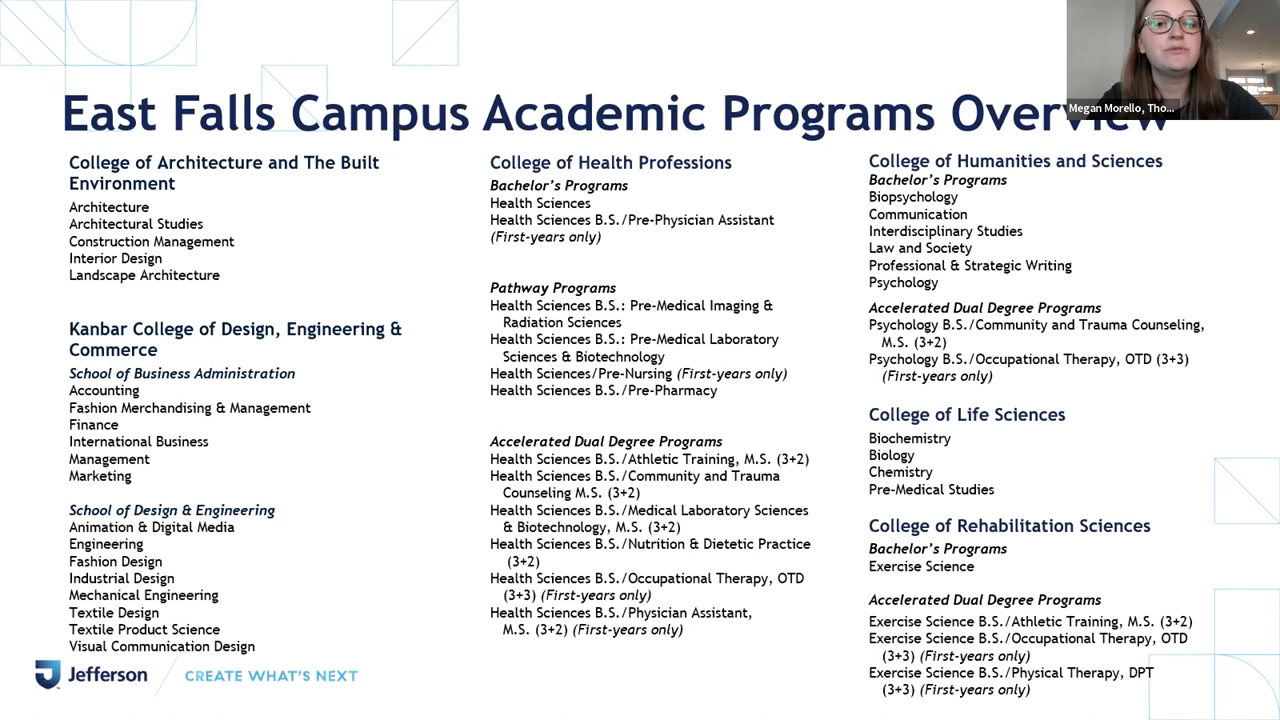 East Falls Campus Academic Programs Overview
Megan Morello, Tho...
College of Architecture and The Built
Environment
Architecture
Architectural Studies
Construction Management
Interior Design
Landscape Architecture
Kanbar College of Design, Engineering &
Commerce
School of Business Administration
Accounting
Fashion Merchandising & Management
Finance
International Business
Management
Marketing
School of Design & Engineering
Animation & Digital Media
Engineering
Fashion Design
Industrial Design
Mechanical Engineering
Textile Design
Textile Product Science
Visual Communication Design
College of Health Professions
Bachelor's Programs
Health Sciences
Health Sciences B.S./Pre-Physician Assistant
(First-years only)
Pathway Programs
Health Sciences B.S.: Pre-Medical Imaging &
Radiation Sciences
Health Sciences B.S.: Pre-Medical Laboratory
Sciences & Biotechnology
Health Sciences/Pre-Nursing (First-years only)
Health Sciences B.S./Pre-Pharmacy
Accelerated Dual Degree Programs
Health Sciences B.S./Athletic Training, M.S. (3+2)
Health Sciences B.S./Community and Trauma
Counseling M.S. (3+2)
Health Sciences B.S./Medical Laboratory Sciences
& Biotechnology, M.S. (3+2)
Health Sciences B.S./Nutrition & Dietetic Practice
(3+2)
Health Sciences B.S./Occupational Therapy, OTD
(3+3) (First-years only)
Health Sciences B.S./Physician Assistant,
M.S. (3+2) (First-years only)
College of Humanities and Sciences
Bachelor's Programs
Biopsychology
Communication
Interdisciplinary Studies
Law and Society
Professional & Strategic Writing
Psychology
Accelerated Dual Degree Programs
Psychology B.S./Community and Trauma Counseling,
M.S. (3+2)
Psychology B.S./Occupational Therapy, OTD (3+3)
(First-years only)
College of Life Sciences
Biochemistry
Biology
Chemistry
Pre-Medical Studies
College of Rehabilitation Sciences
Bachelor's Programs
Exercise Science
Accelerated Dual Degree Programs
Exercise Science B.S./Athletic Training, M.S. (3+2)
Exercise Science B.S./Occupational Therapy, OTD
(3+3) (First-years only)
Exercise Science B.S./Physical Therapy, DPT
(3+3) (First-years only)
Jefferson
CREATE WHAT'S NEXT